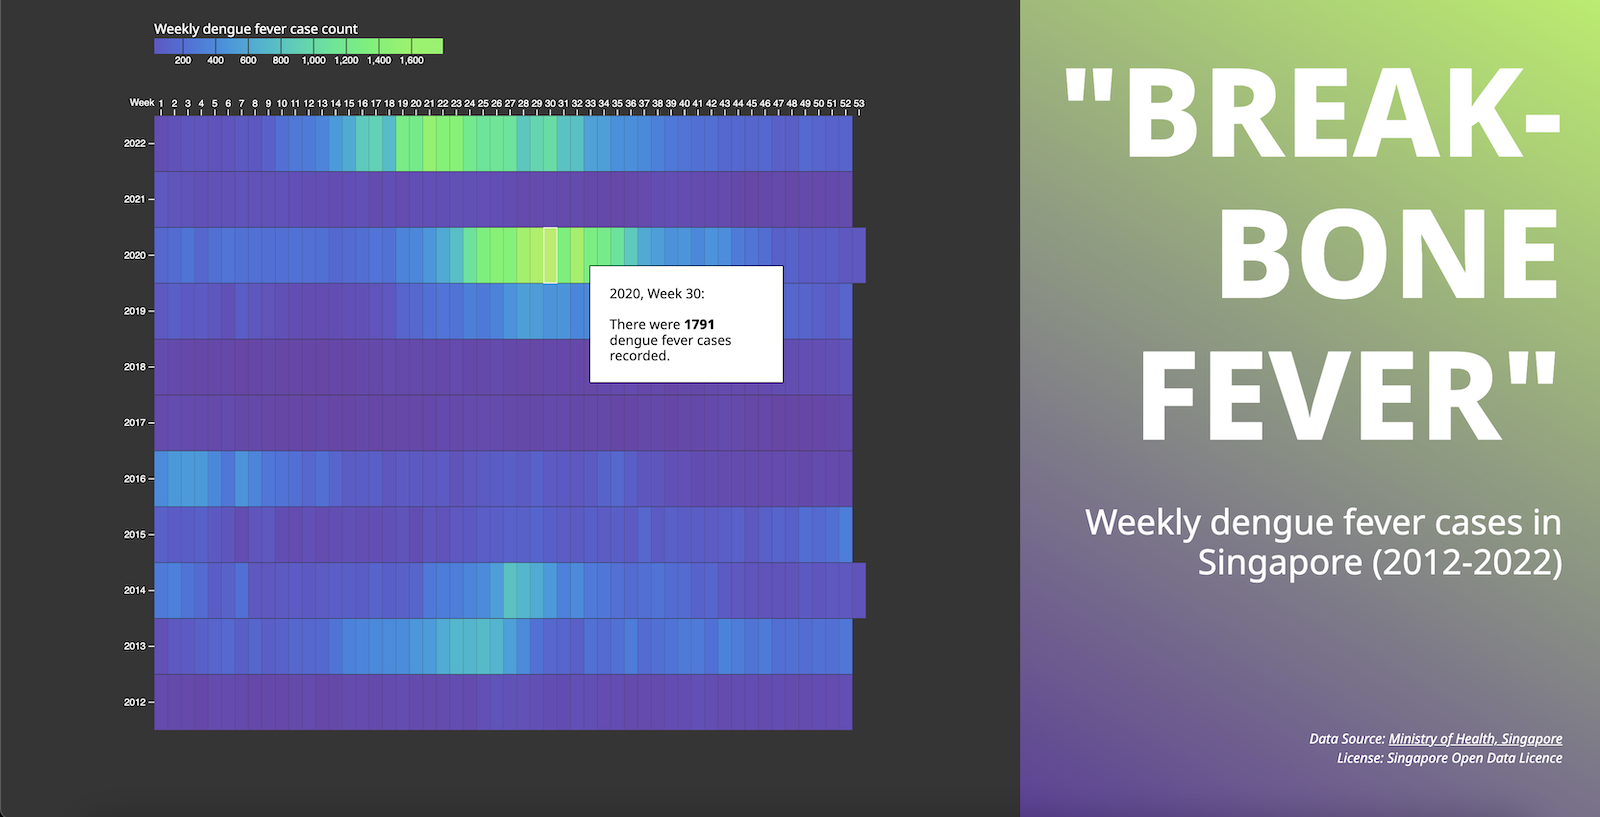 Weekly dengue fever case count
200 400 600 800 1,000 1,200 1,400 1,600
Week 1 2 3 4 5 6 7 8 9 10 11 12 13 14 15 16 17 18 19 20 21 22 23 24 25 26 27 28 29 30 31 32 33 34 35 36 37 38 39 40 41 42 43 44 45 46 47 48 49 50 51 52 53
2022
2021
2020
2019
2018
2017
2016
2015
2014
2013
2012
2020, Week 30:
There were 1791
dengue fever cases
recorded.
"BREAK-
BONE
FEVER"
Weekly dengue fever cases in
Singapore (2012-2022)
Data Source: Ministry of Health, Singapore
License: Singapore Open Data Licence